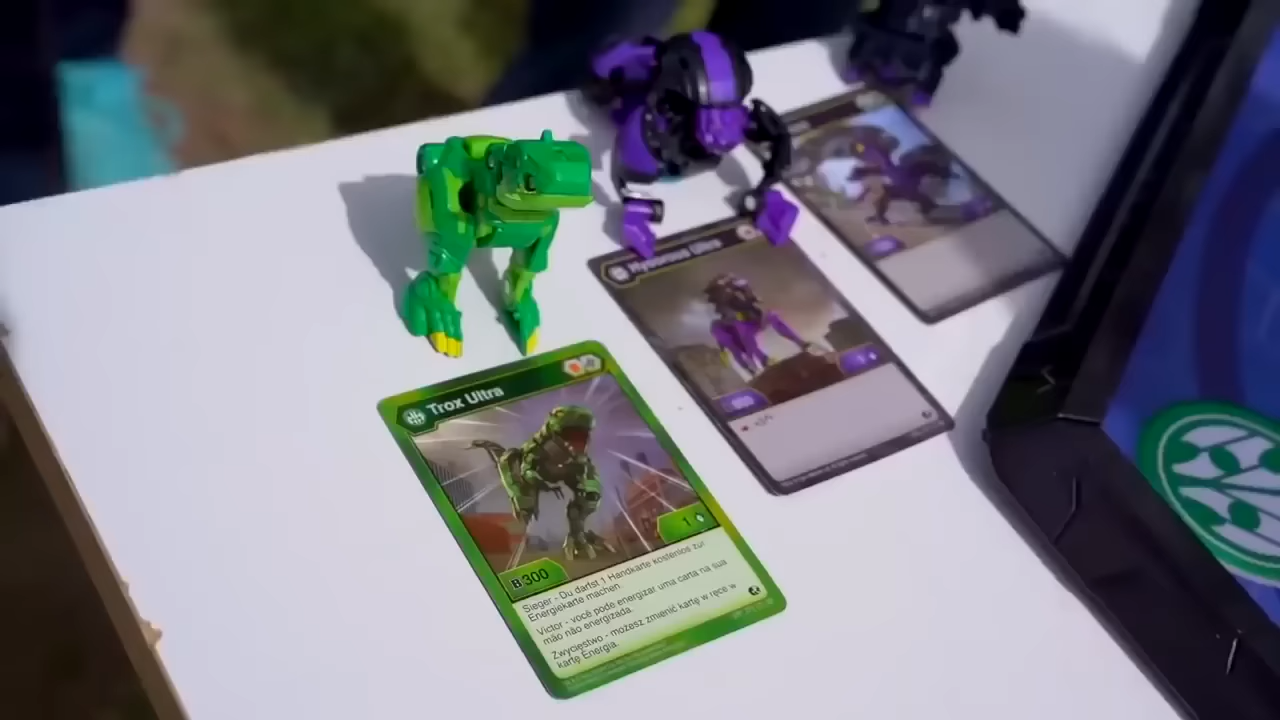 Trox Ultra
1
B300
Sieger - Du darfst 1 Handkarte kostenlos zur
Energiekarte machen
Victor - você pode energizar uma carta na sua
mão não energizada.
Zwycięstwo - możesz zmienić kartę w ręce w
kartę Energia.
Ultra